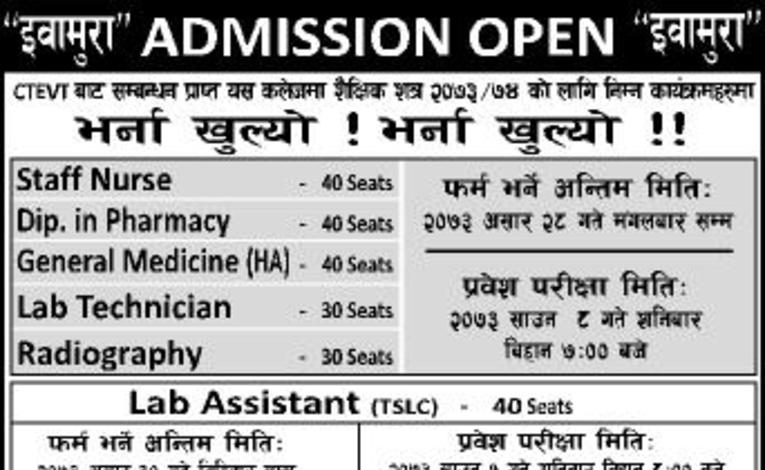 “इवामुरा” ADMISSION OPEN “इवामुरा”
CTEVT बाट सम्बन्धन प्राप्त यस कलेजमा शैक्षिक शत्र २०७३/७४ को लागि निम्न कार्यक्रमहरुमा
भर्ना खुल्यो ! भर्ना खुल्यो !!
Staff Nurse - 40 Seats
Dip. in Pharmacy - 40 Seats
General Medicine (HA) - 40 Seats
Lab Technician - 30 Seats
Radiography - 30 Seats
फर्म भर्ने अन्तिम मिति:
२०७३ असार २८ गते मंगलबार सम्म
प्रवेश परीक्षा मिति:
२०७३ साउन ८ गते शनिबार
बिहान ७:०० बजे
Lab Assistant (TSLC) - 40 Seats
फर्म भर्ने अन्तिम मिति:
प्रवेश परीक्षा मिति: